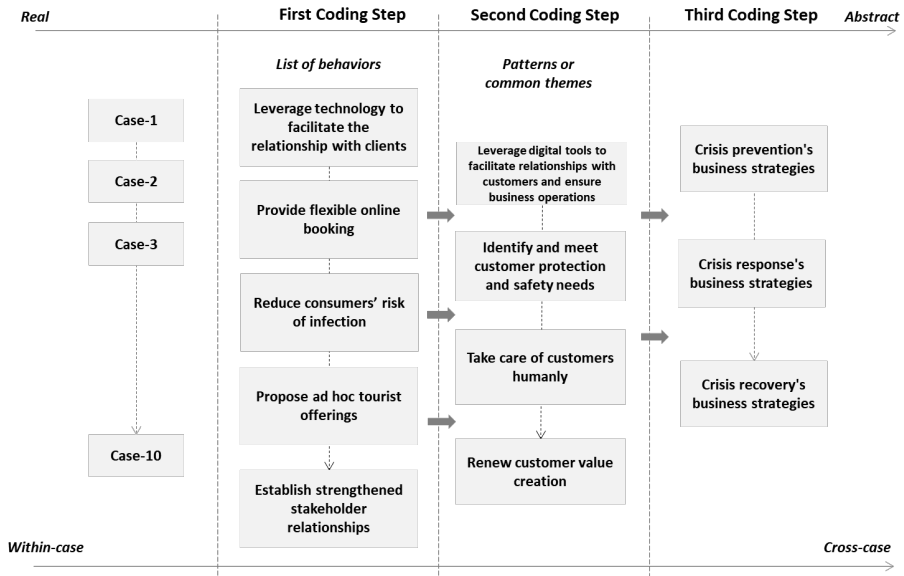 Real
First Coding Step
Second Coding Step
Third Coding Step
Abstract
List of behaviors
Patterns or
common themes
Case-1
Case-2
Case-3
Case-10
Leverage technology to
facilitate the
relationship with clients
Provide flexible online
booking
Reduce consumers’ risk
of infection
Propose ad hoc tourist
offerings
Establish strengthened
stakeholder
relationships
Leverage digital tools to
facilitate relationships with
customers and ensure
business operations
Identify and meet
customer protection
and safety needs
Take care of customers
humanly
Renew customer value
creation
Crisis prevention's
business strategies
Crisis response's
business strategies
Crisis recovery's
business strategies
Within-case
Cross-case